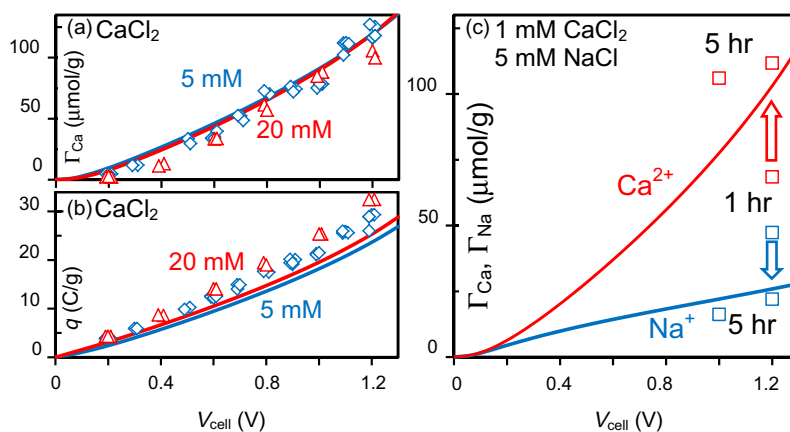 (a) CaCl2
5 mM
20 mM
ΓCa (μmol/g)
100
50
0
(b) CaCl2
20 mM
5 mM
q (C/g)
30
20
10
0
0 0.4 0.8 1.2
Vcell (V)
(c) 1 mM CaCl2
5 mM NaCl
5 hr
Ca2+
1 hr
Na+
5 hr
ΓCa, ΓNa (μmol/g)
100
50
0
0 0.4 0.8 1.2
Vcell (V)